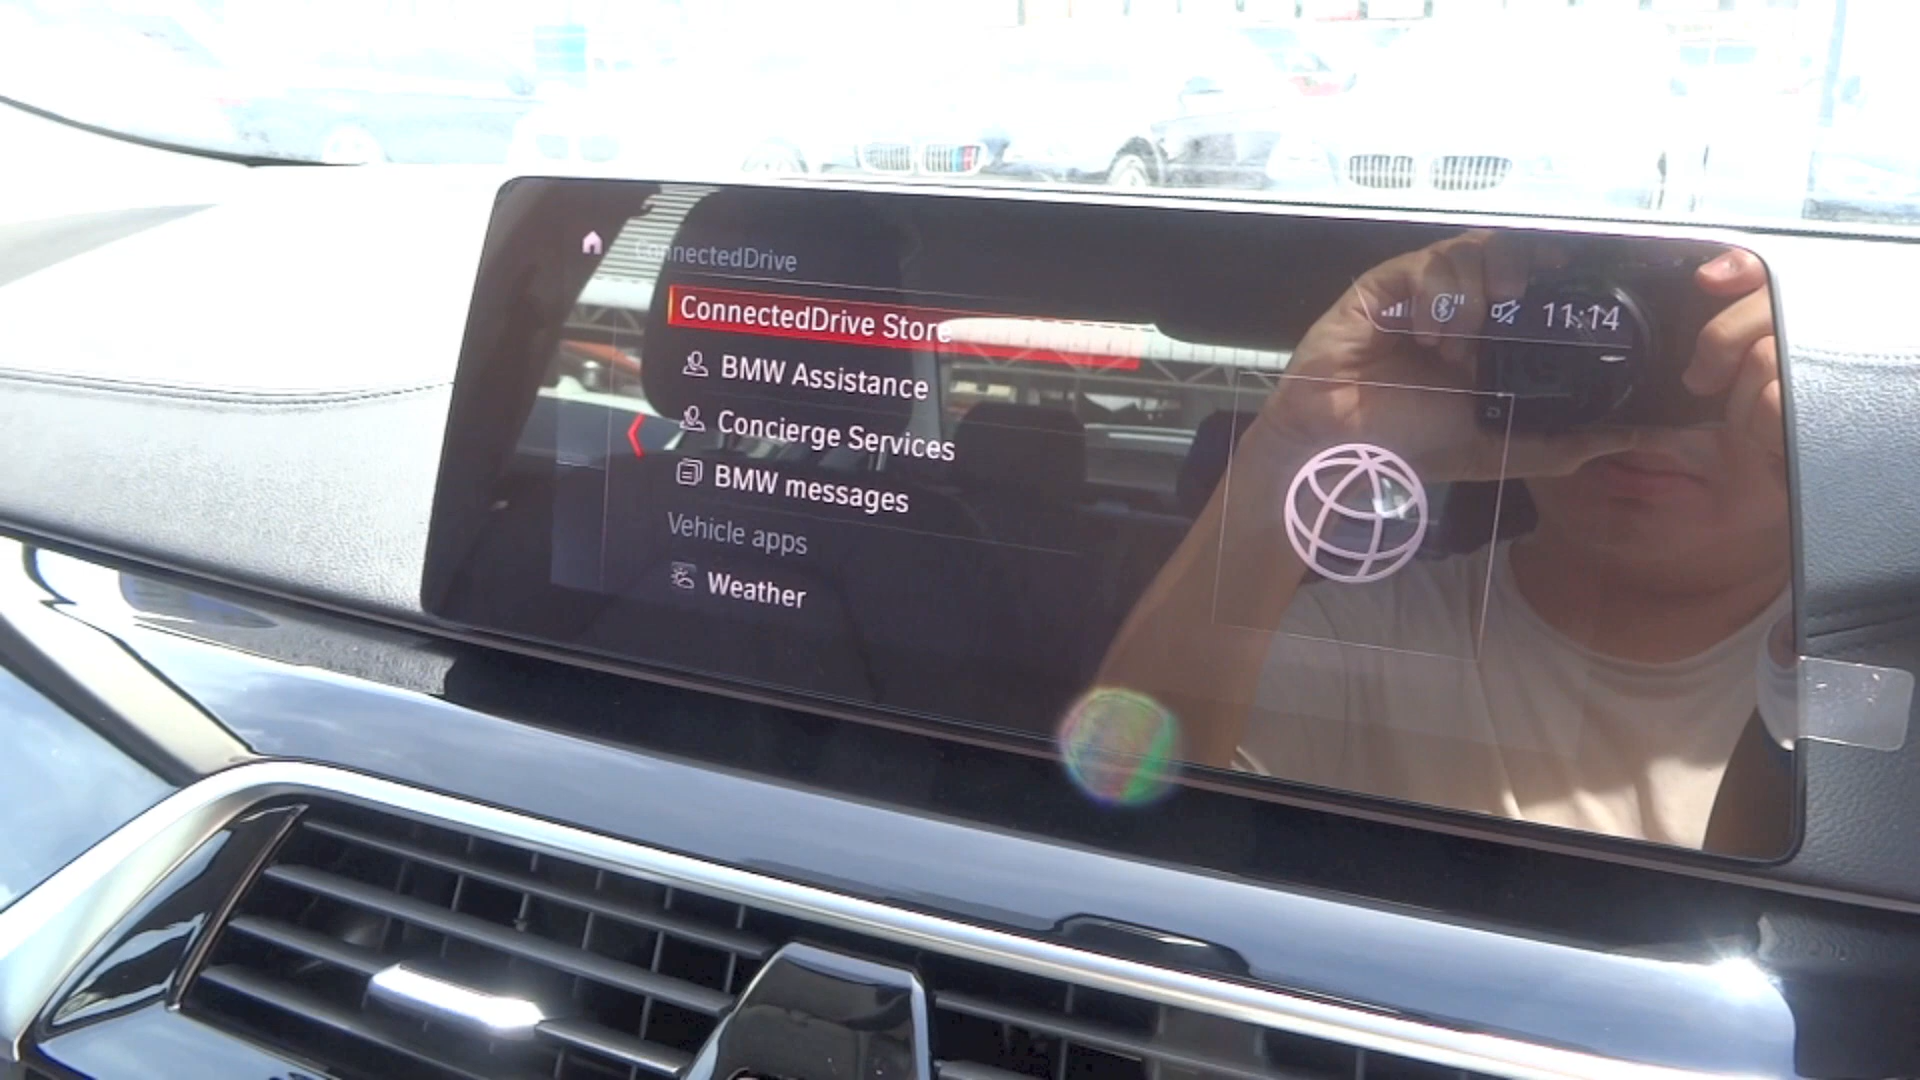 ConnectedDrive
11:14
ConnectedDrive Store
BMW Assistance
Concierge Services
BMW messages
Vehicle apps
Weather